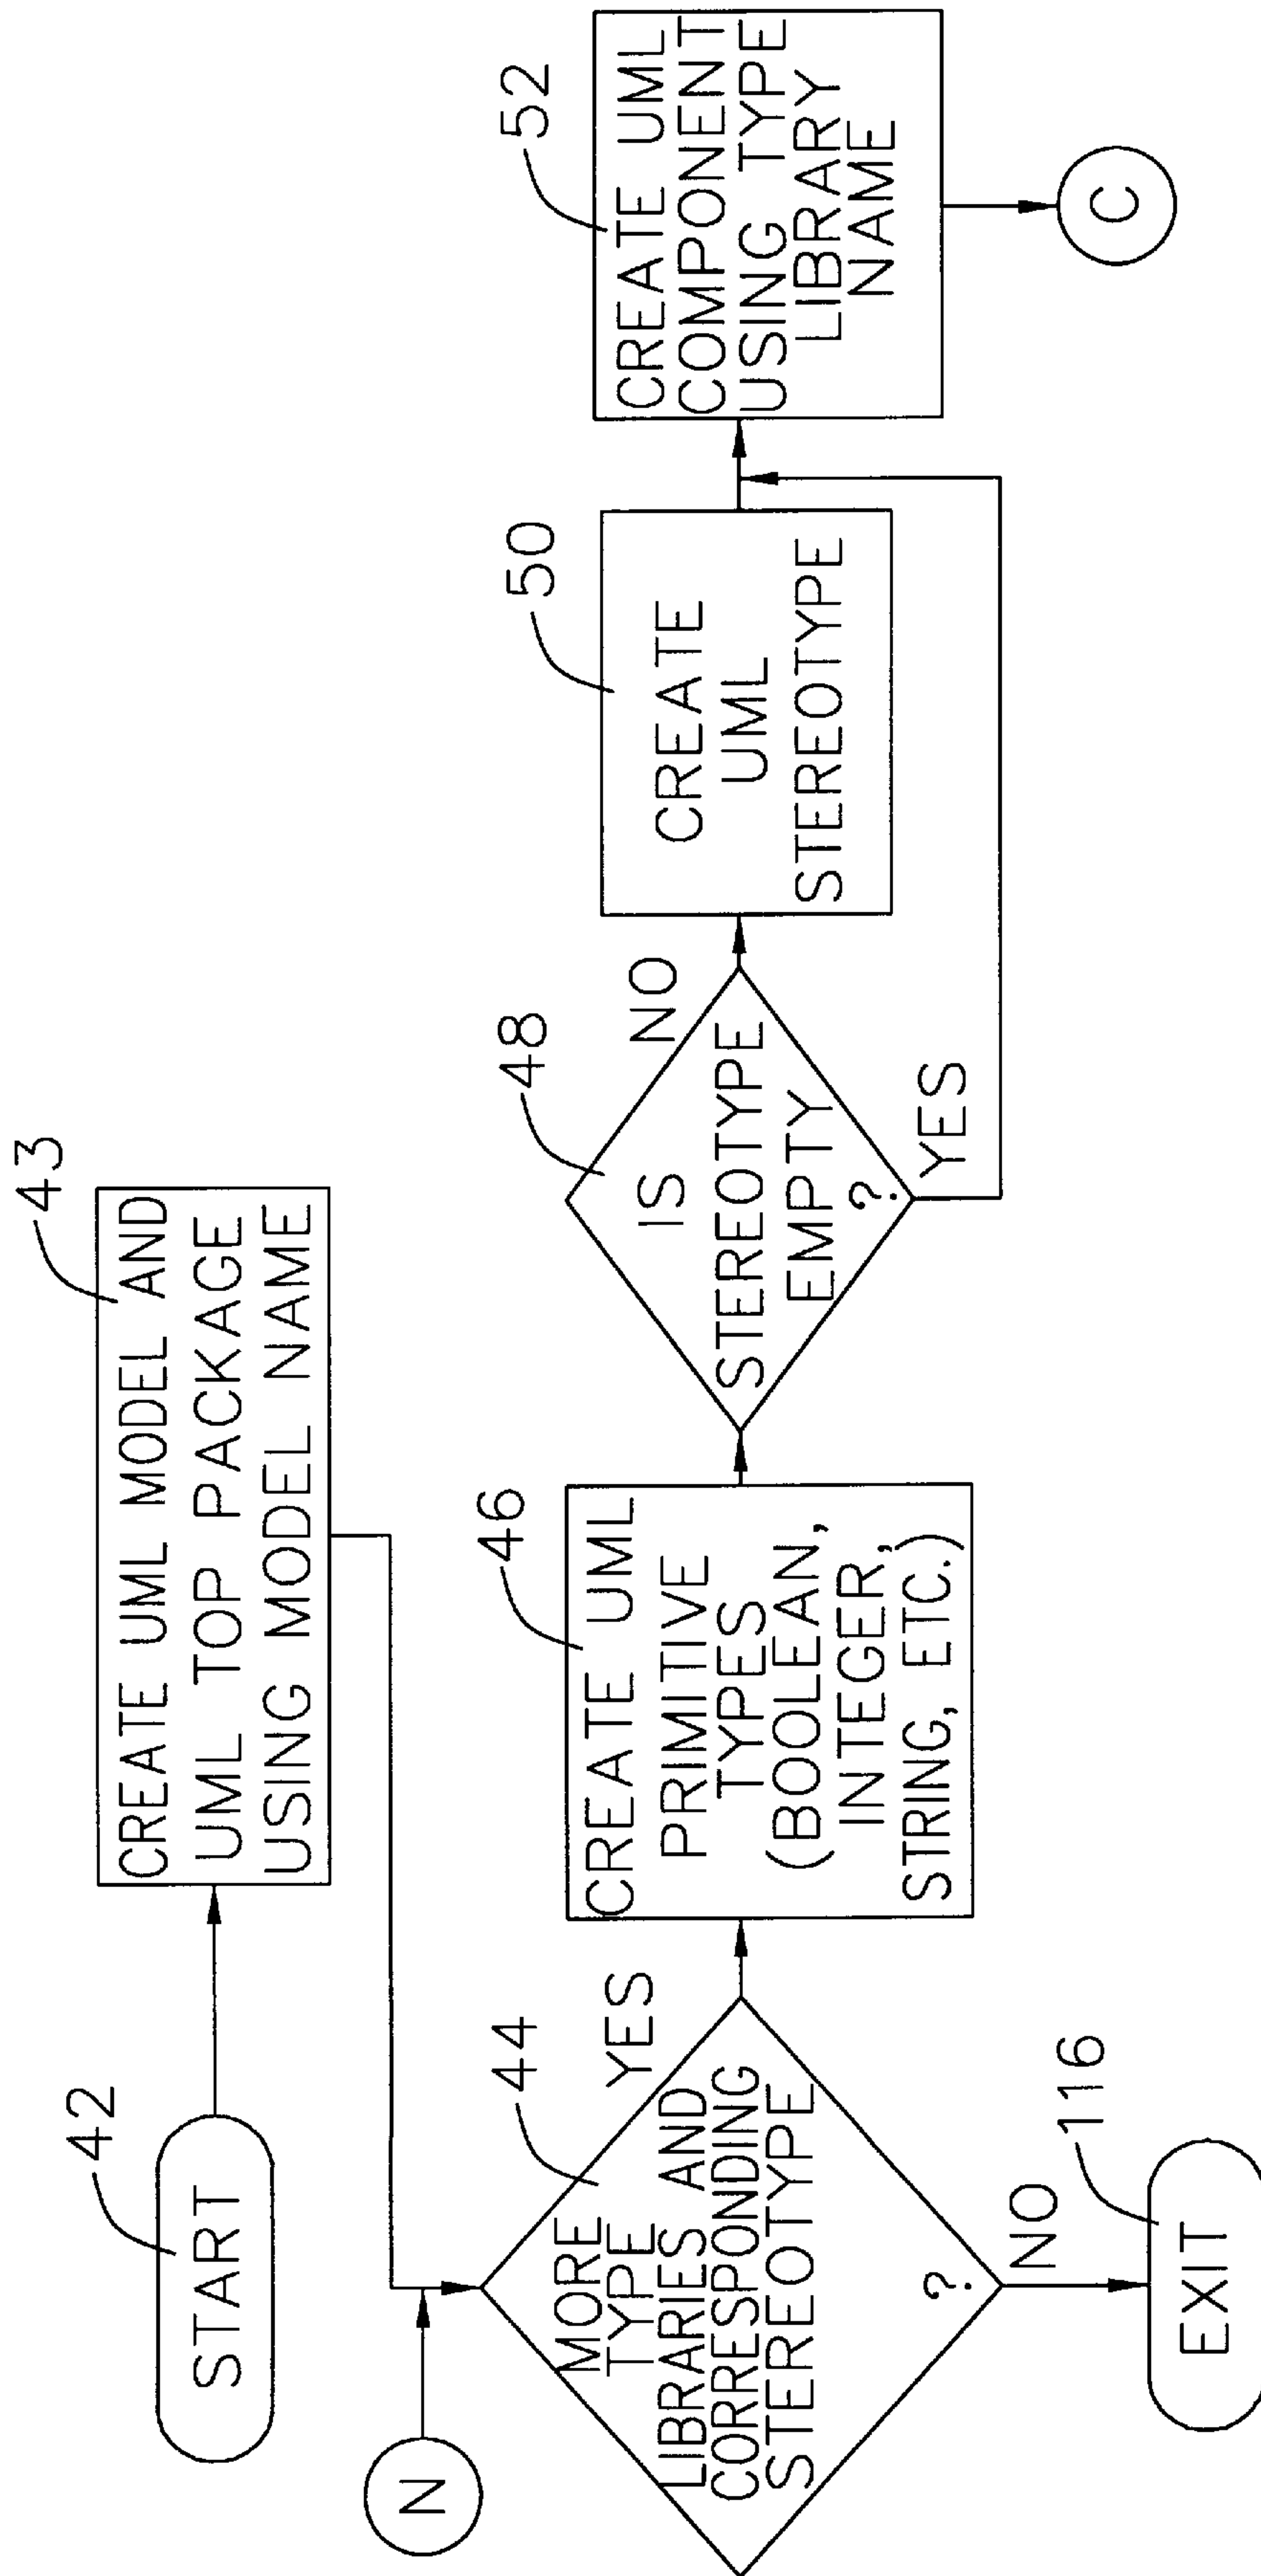 42
START
43
CREATE UML MODEL AND
UML TOP PACKAGE
USING MODEL NAME
N
44
MORE
TYPE
LIBRARIES AND
CORRESPONDING
STEREOTYPE
?
YES
NO
116
EXIT
46
CREATE UML
PRIMITIVE
TYPES
(BOOLEAN,
INTEGER,
STRING, ETC.)
48
IS
STEREOTYPE
EMPTY
?
NO
YES
50
CREATE
UML
STEREOTYPE
52
CREATE UML
COMPONENT
USING TYPE
LIBRARY
NAME
C